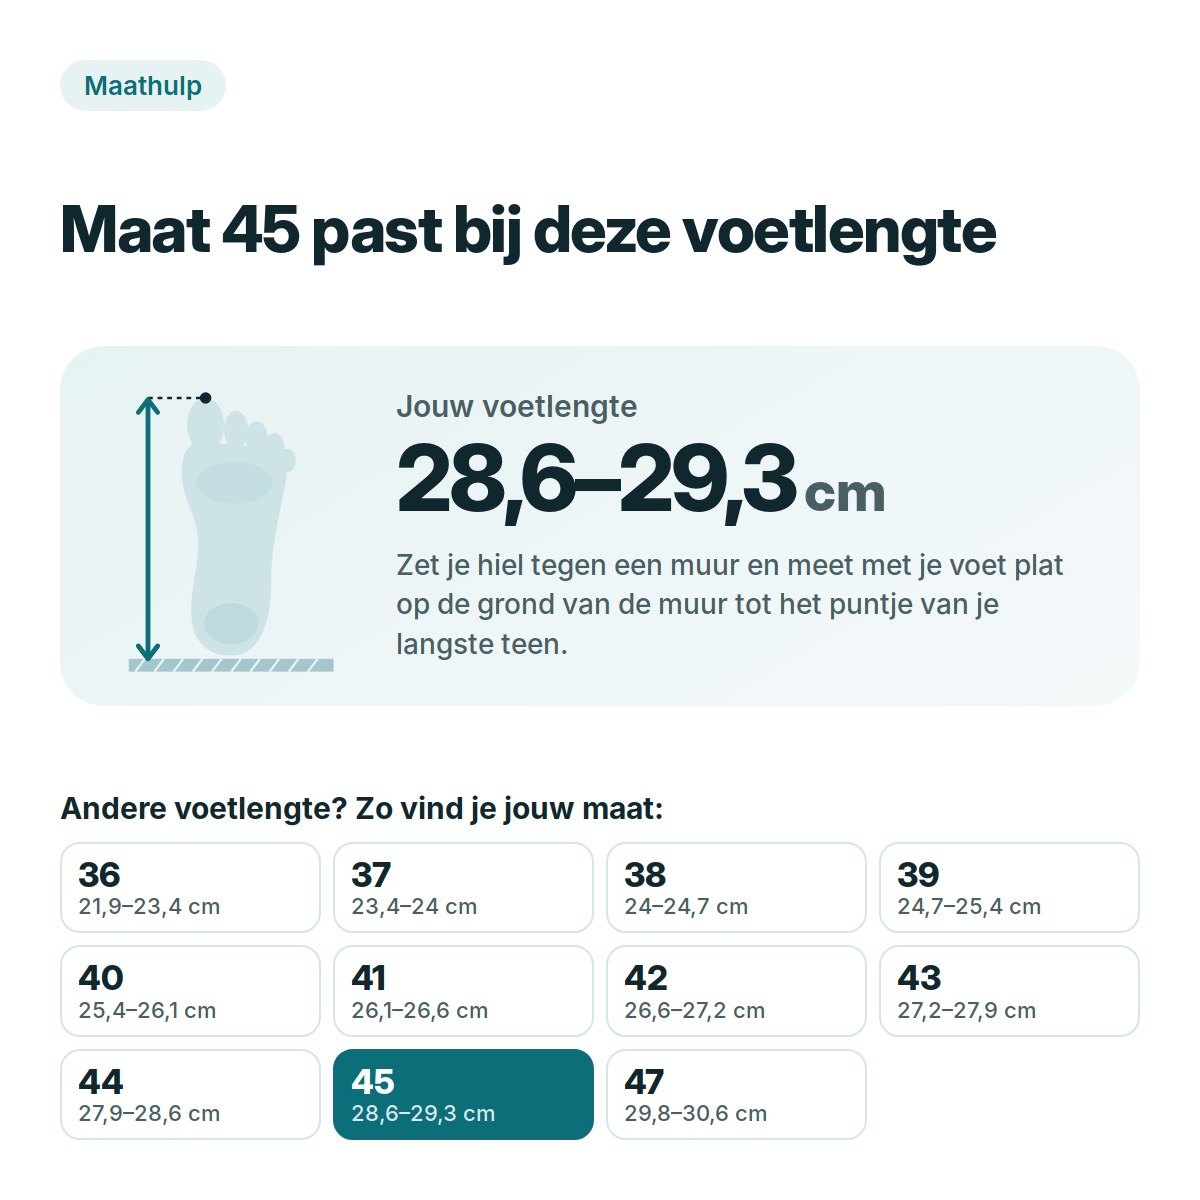 Maathulp
Maat 45 past bij deze voetlengte
Jouw voetlengte
28,6–29,3 cm
Zet je hiel tegen een muur en meet met je voet plat
op de grond van de muur tot het puntje van je
langste teen.
Andere voetlengte? Zo vind je jouw maat:
36
21,9–23,4 cm
37
23,4–24 cm
38
24–24,7 cm
39
24,7–25,4 cm
40
25,4–26,1 cm
41
26,1–26,6 cm
42
26,6–27,2 cm
43
27,2–27,9 cm
44
27,9–28,6 cm
45
28,6–29,3 cm
47
29,8–30,6 cm